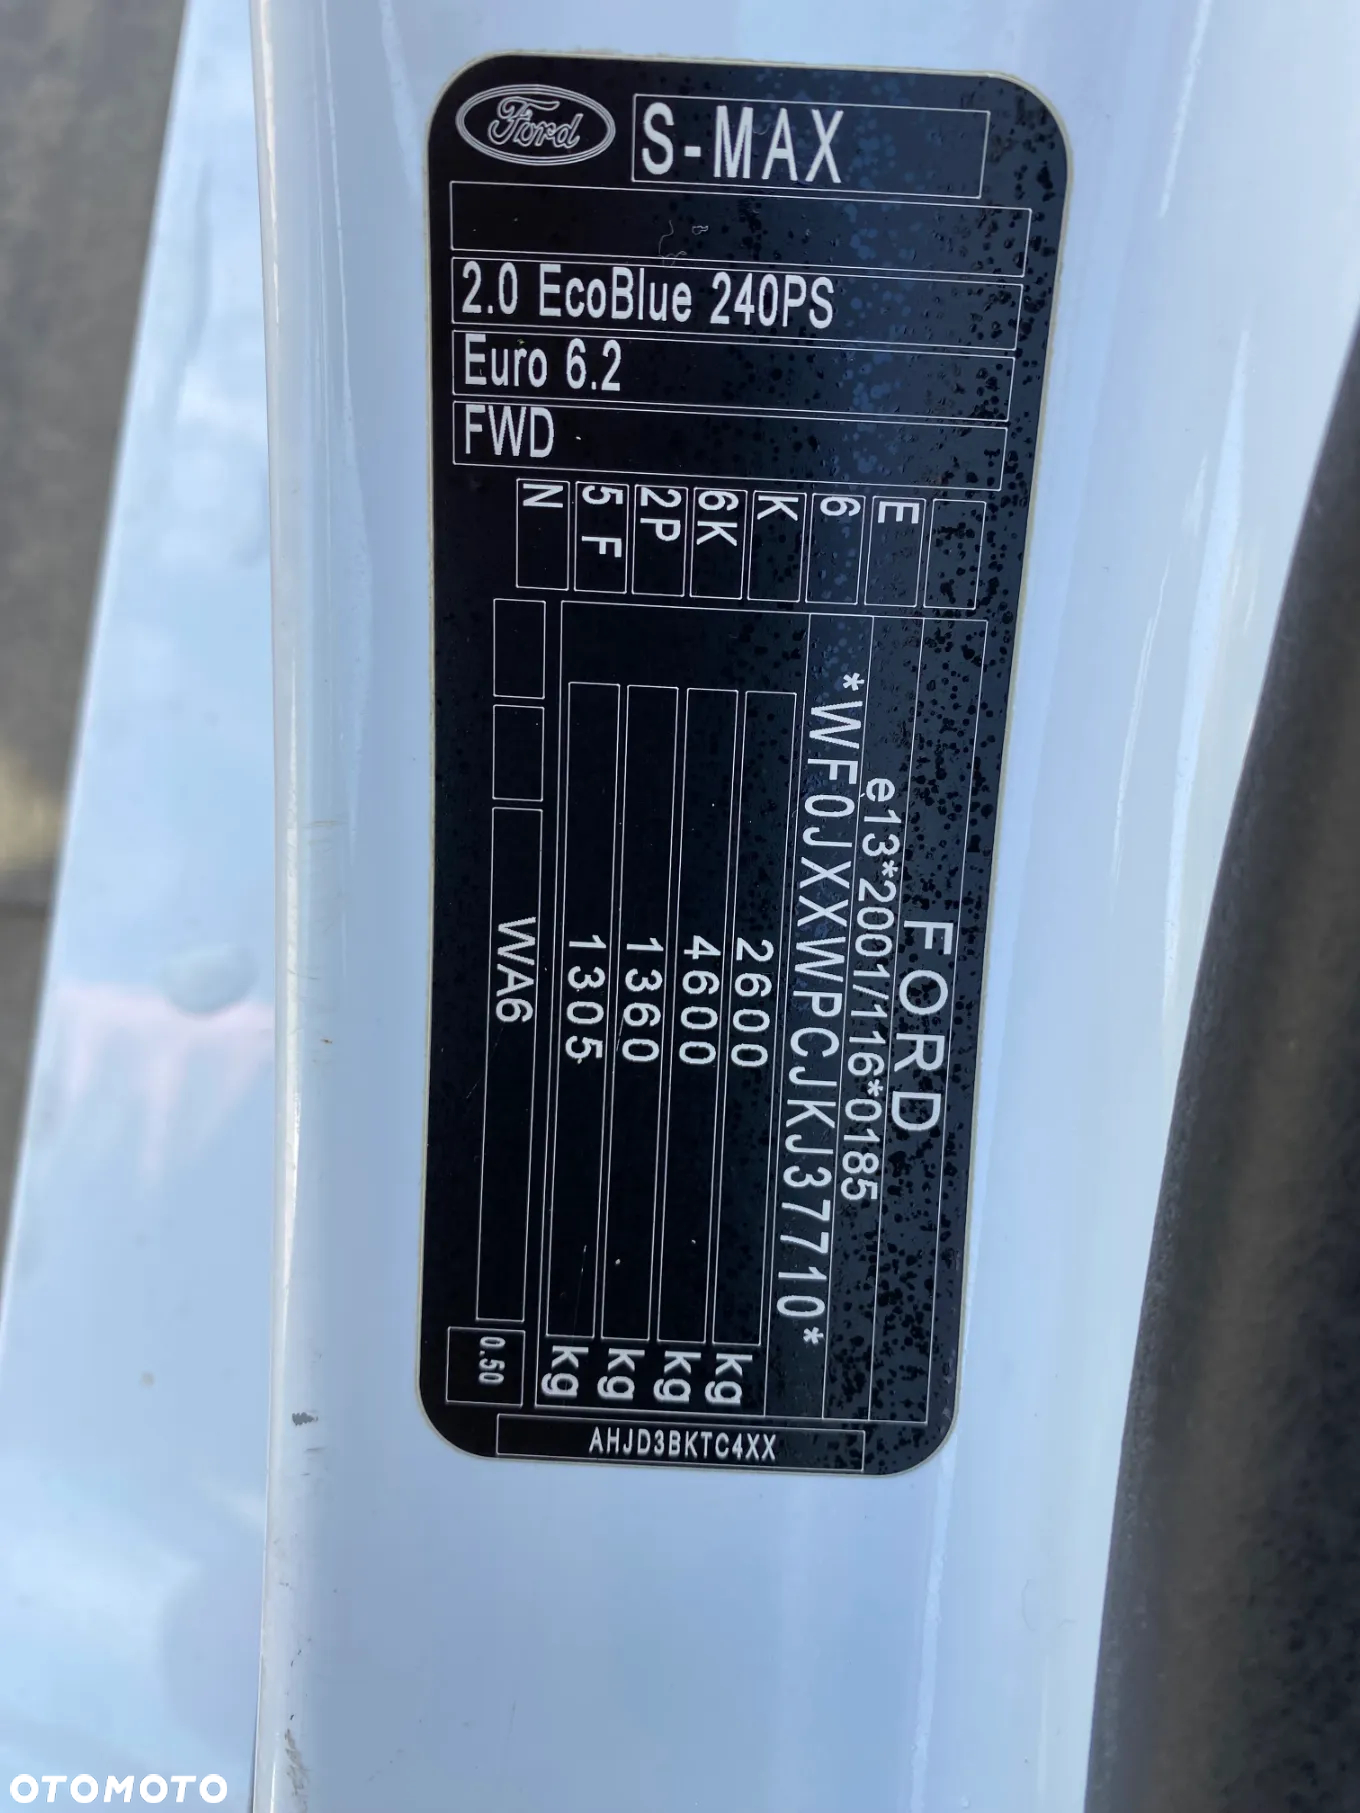 Ford
S-MAX
2.0 EcoBlue 240PS
Euro 6.2
FWD
E
6
K
6K
2P
5 F
N
FORD
e13*2001/116*0185
*WF0JXXWPCJKJ37710*
2600 kg
4600 kg
1360 kg
1305 kg
WA6
0.50
AHJD3BKTC4XX
OTOMOTO